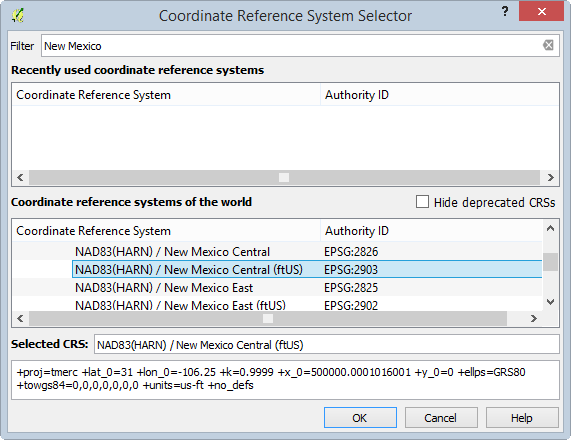 Coordinate Reference System Selector
? X
Filter New Mexico
Recently used coordinate reference systems
Coordinate Reference System Authority ID
Coordinate reference systems of the world Hide deprecated CRSs
Coordinate Reference System Authority ID
NAD83(HARN) / New Mexico Central EPSG:2826
NAD83(HARN) / New Mexico Central (ftUS) EPSG:2903
NAD83(HARN) / New Mexico East EPSG:2825
NAD83(HARN) / New Mexico East (ftUS) EPSG:2902
Selected CRS: NAD83(HARN) / New Mexico Central (ftUS)
+proj=tmerc +lat_0=31 +lon_0=-106.25 +k=0.9999 +x_0=500000.0001016001 +y_0=0 +ellps=GRS80
+towgs84=0,0,0,0,0,0,0 +units=us-ft +no_defs
OK Cancel Help